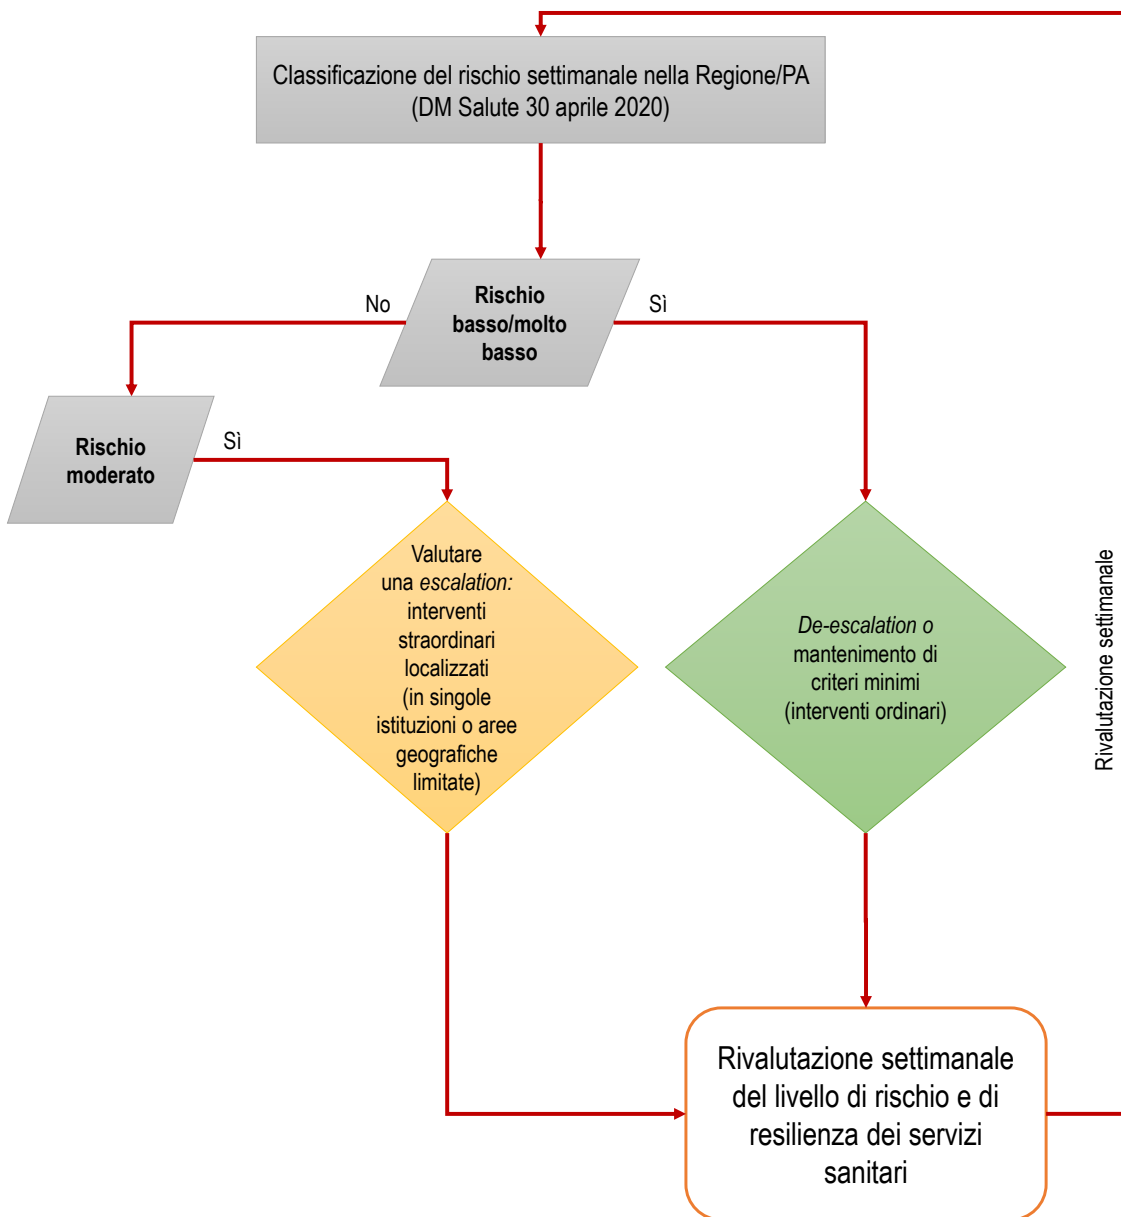 Classificazione del rischio settimanale nella Regione/PA
(DM Salute 30 aprile 2020)
Rischio
basso/molto
basso
No
Sì
Rischio
moderato
Sì
Valutare
una escalation:
interventi
straordinari
localizzati
(in singole
istituzioni o aree
geografiche
limitate)
De-escalation o
mantenimento di
criteri minimi
(interventi ordinari)
Rivalutazione settimanale
Rivalutazione settimanale
del livello di rischio e di
resilienza dei servizi
sanitari